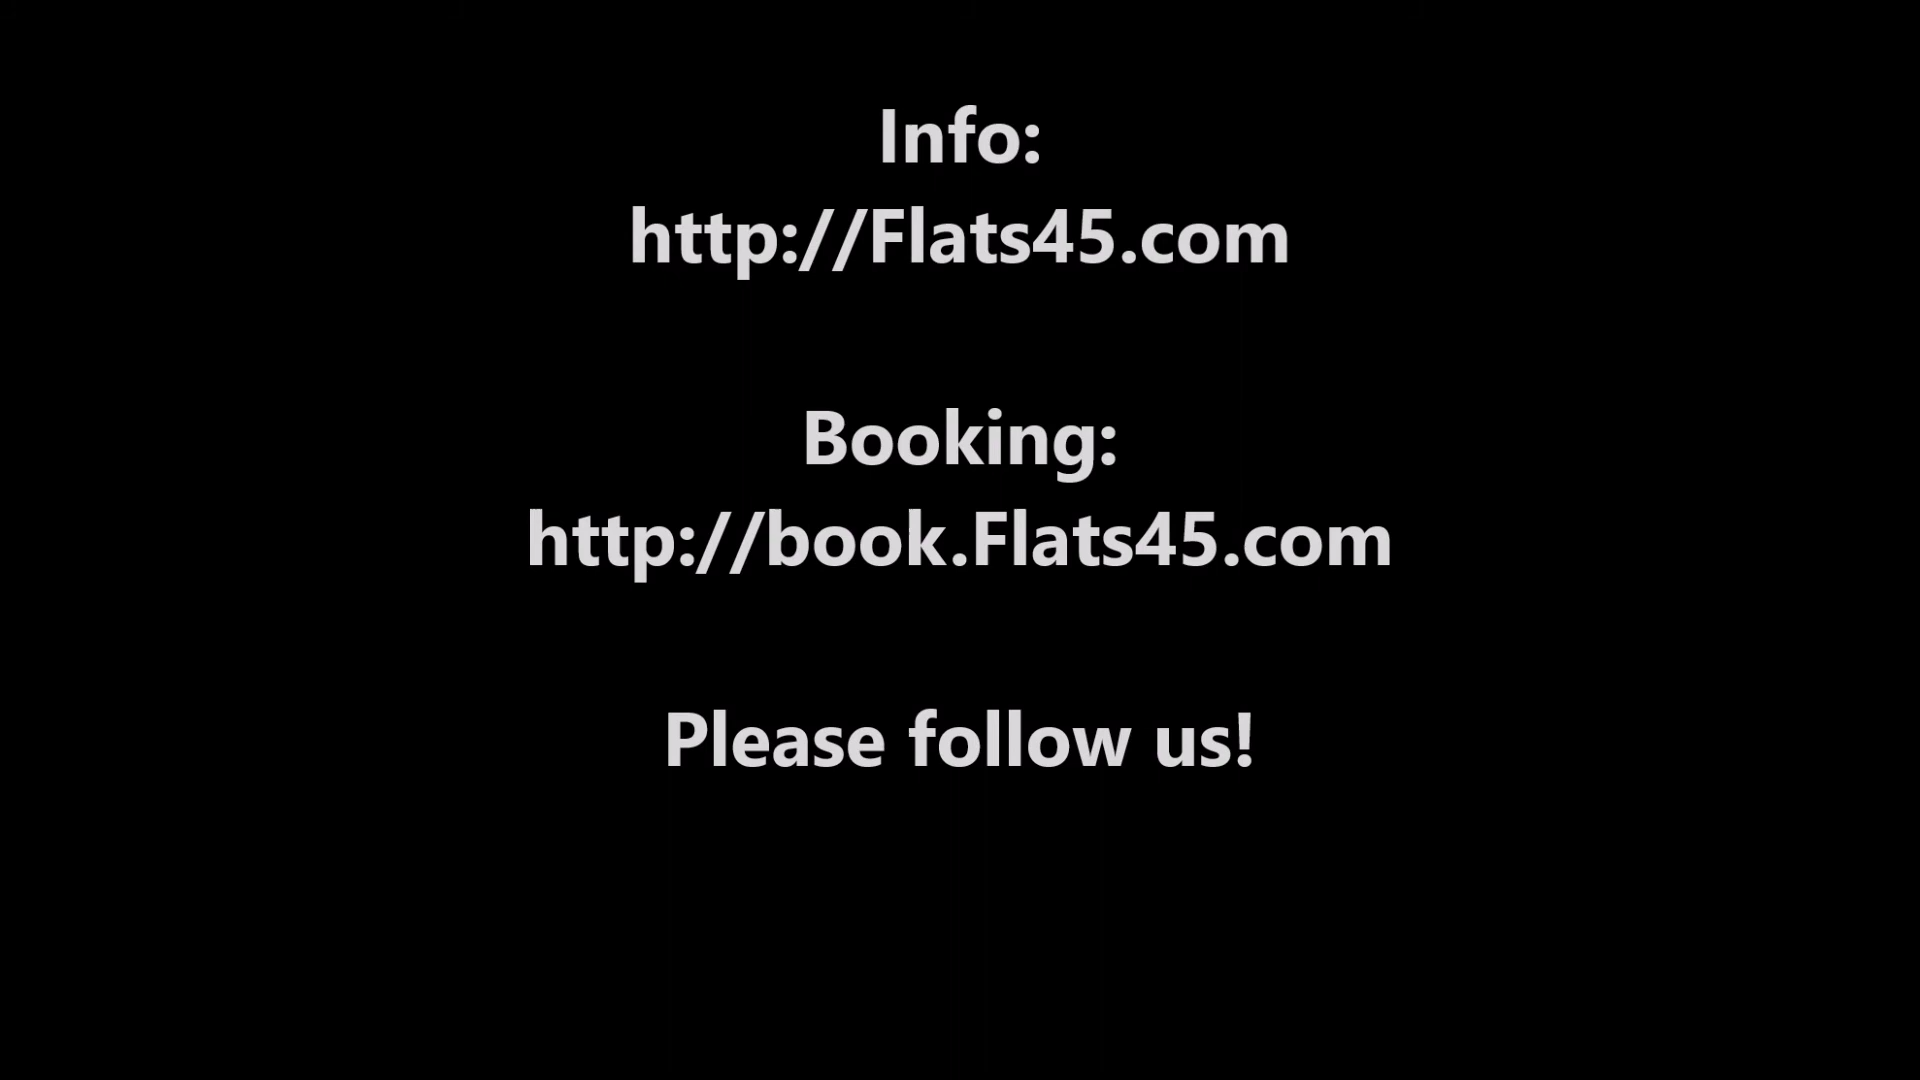 Info:
http://Flats45.com
Booking:
http://book.Flats45.com
Please follow us!